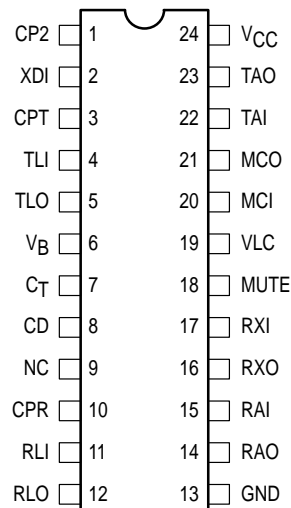 CP2 1 24 VCC
XDI 2 23 TAO
CPT 3 22 TAI
TLI 4 21 MCO
TLO 5 20 MCI
VB 6 19 VLC
CT 7 18 MUTE
CD 8 17 RXI
NC 9 16 RXO
CPR 10 15 RAI
RLI 11 14 RAO
RLO 12 13 GND